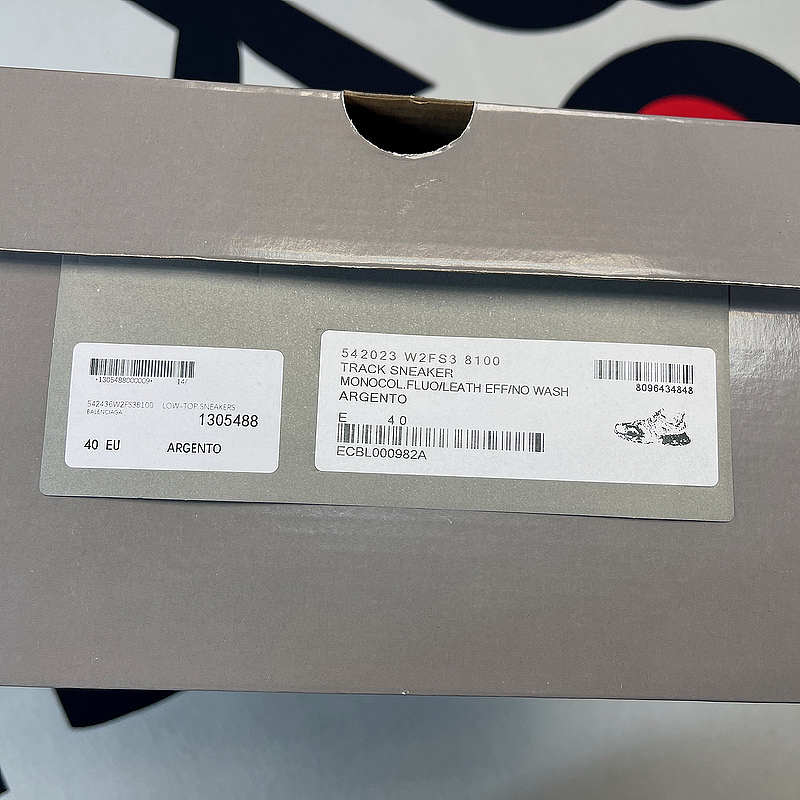 *1305488000009* 14/
542436W2FS38100 LOW-TOP SNEAKERS
BALENCIAGA
1305488
40 EU ARGENTO
542023 W2FS3 8100
TRACK SNEAKER
MONOCOL.FLUO/LEATH EFF/NO WASH
ARGENTO
8096434848
E 40
ECBL000982A